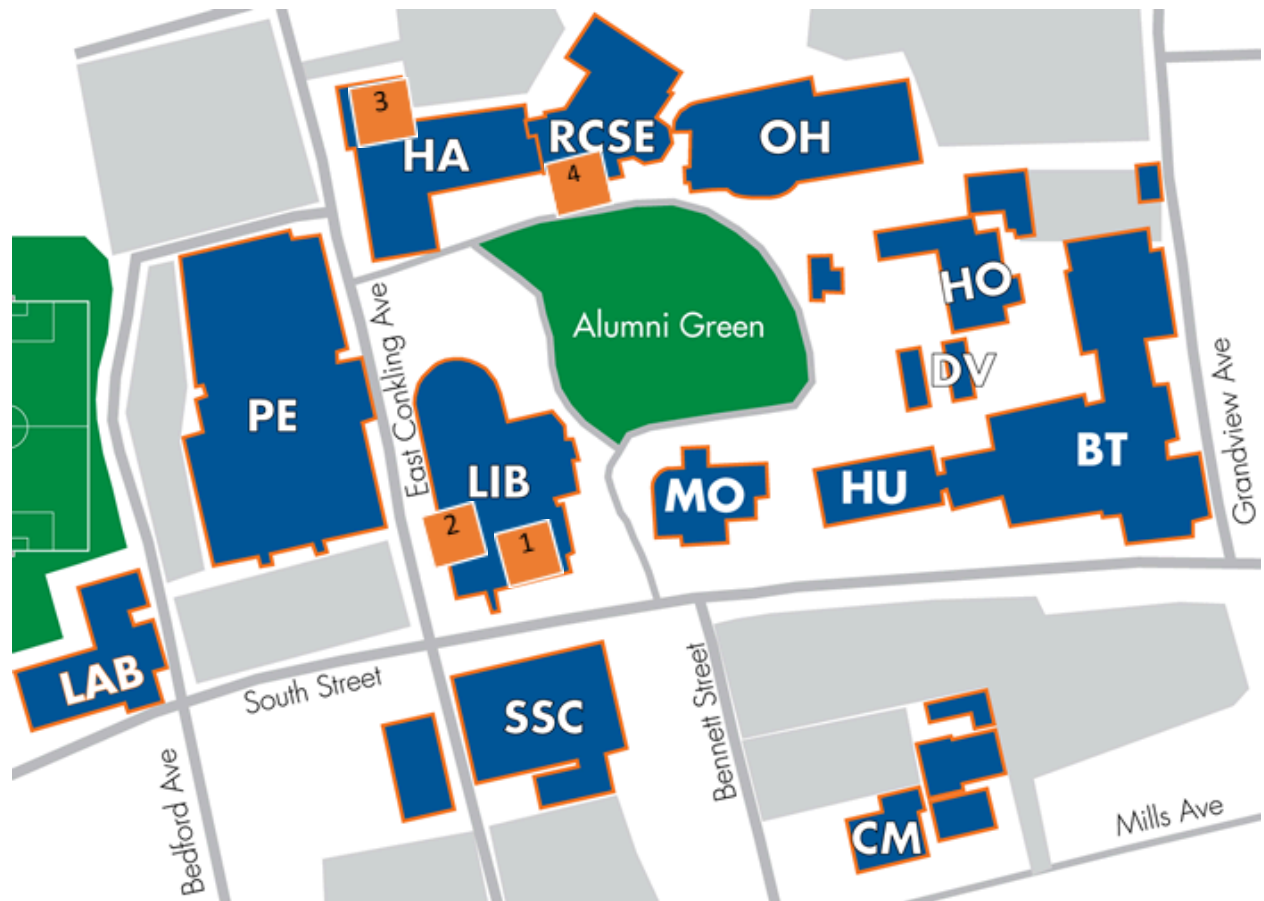 3
HA
RCSE
4
OH
HO
East Conkling Ave
Alumni Green
DV
Grandview Ave
PE
LIB
2
1
MO
HU
BT
LAB
South Street
SSC
Bennett Street
Bedford Ave
CM
Mills Ave